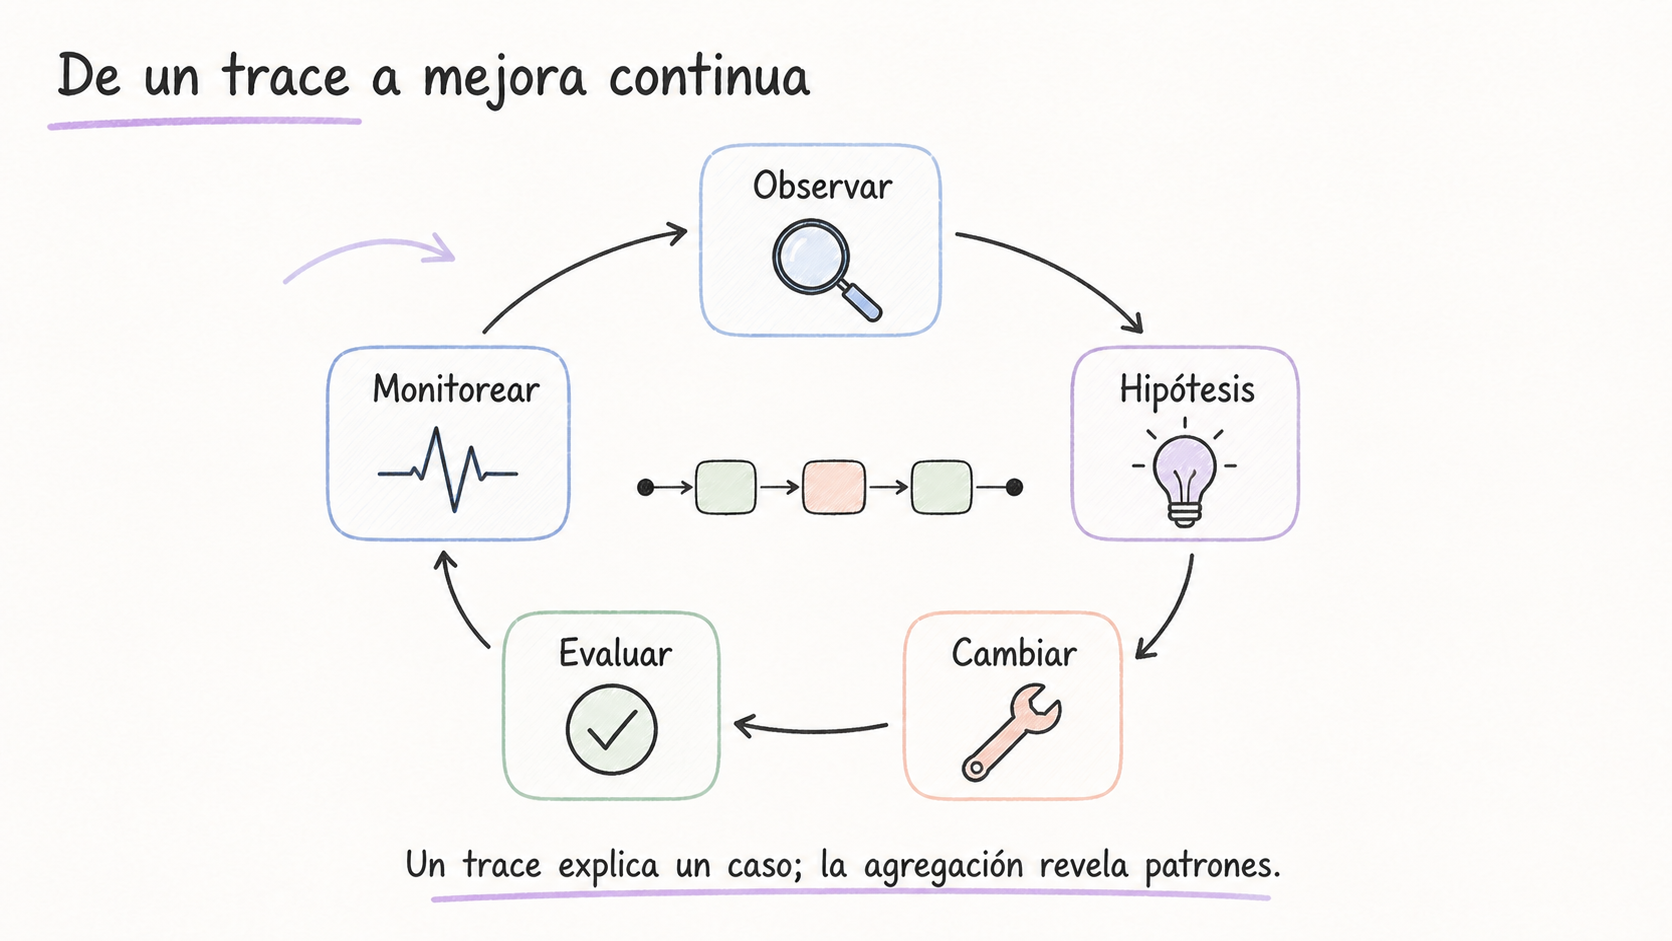 De un trace a mejora continua
Observar
Monitorear
Hipótesis
Evaluar
Cambiar
Un trace explica un caso; la agregación revela patrones.